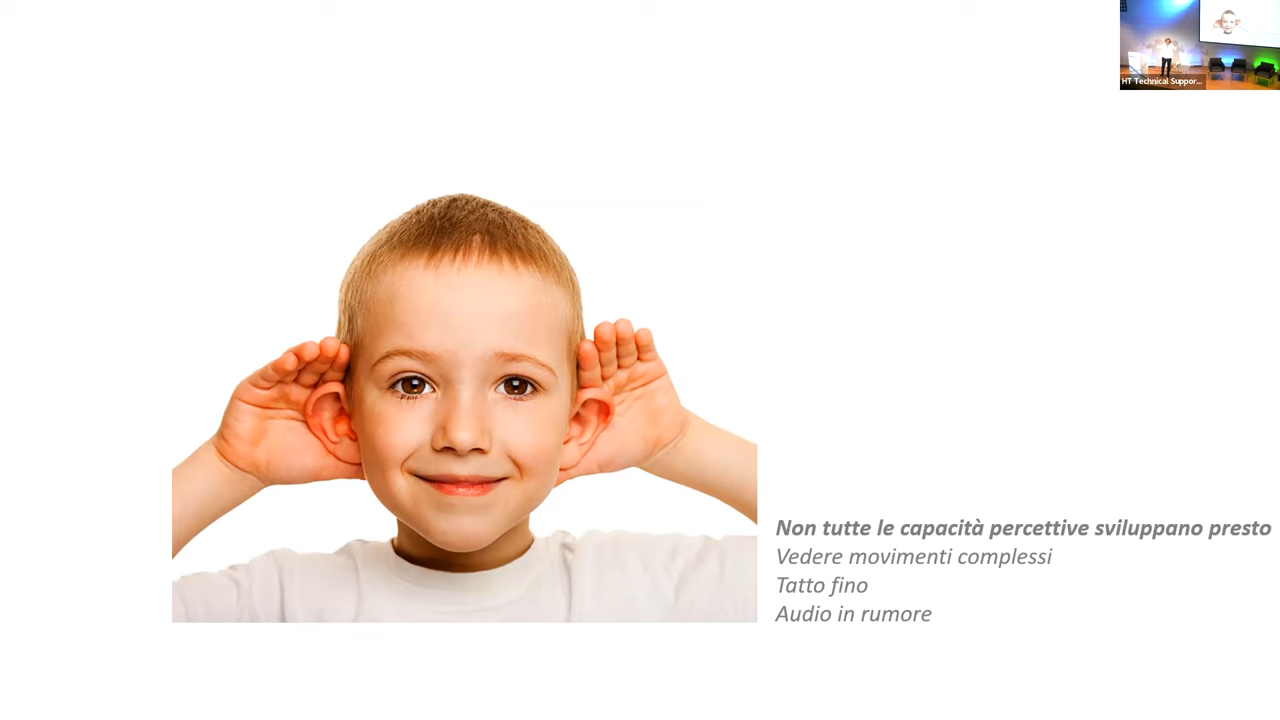 HT Technical Suppor...
Non tutte le capacità percettive sviluppano presto
Vedere movimenti complessi
Tatto fino
Audio in rumore